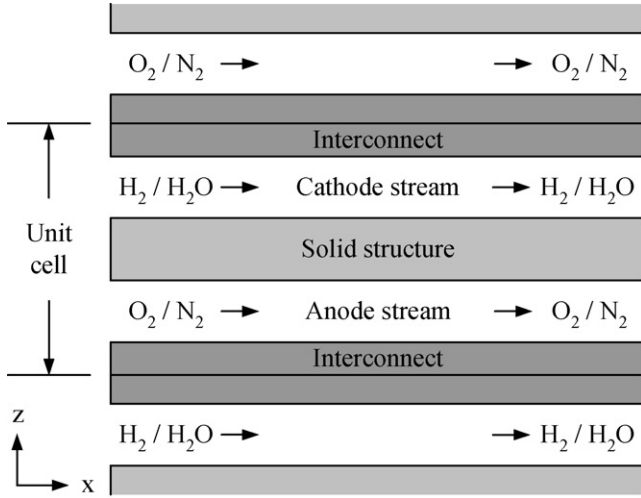 O₂ / N₂ O₂ / N₂
Interconnect
H₂ / H₂O Cathode stream H₂ / H₂O
Unit
cell
Solid structure
O₂ / N₂ Anode stream O₂ / N₂
Interconnect
H₂ / H₂O H₂ / H₂O
z
x